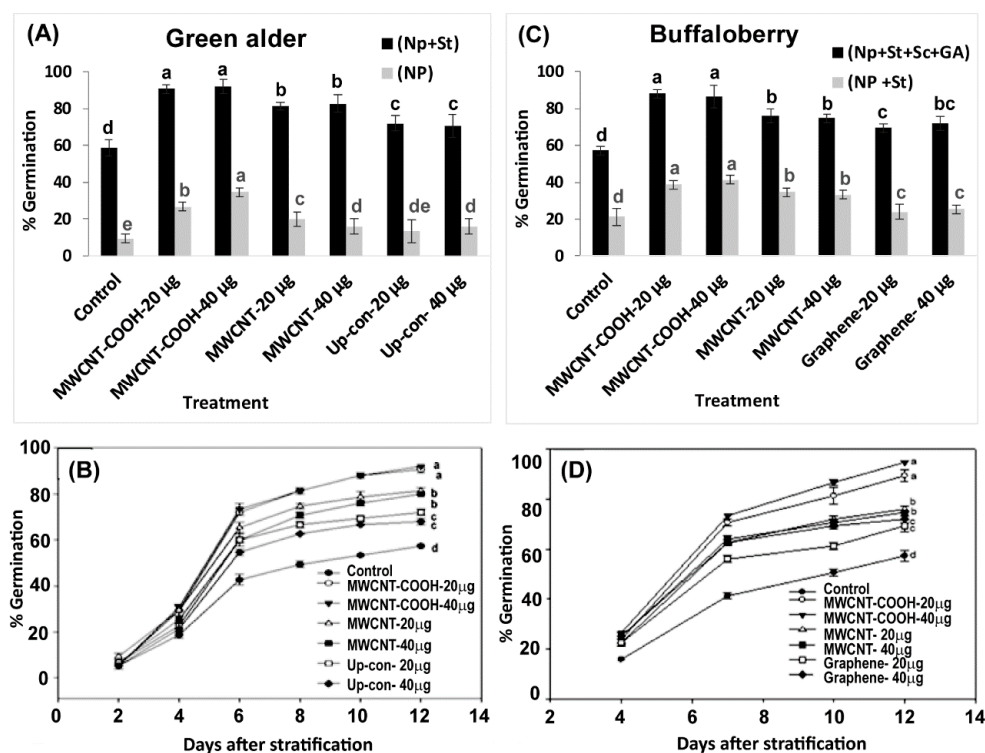 (A)
Green alder
(Np+St)
(NP)
% Germination
100
80
60
40
20
0
d
a
a
b
b
c
c
e
b
a
c
d
de
d
Control
MWCNT-COOH-20 µg
MWCNT-COOH-40 µg
MWCNT-20 µg
MWCNT-40 µg
Up-con-20 µg
Up-con- 40 µg
Treatment
(C)
Buffaloberry
(Np+St+Sc+GA)
(NP +St)
% Germination
100
80
60
40
20
0
d
a
a
b
b
c
bc
d
a
a
b
b
c
c
Control
MWCNT-COOH-20 µg
MWCNT-COOH-40 µg
MWCNT-20 µg
MWCNT-40 µg
Graphene-20 µg
Graphene- 40 µg
Treatment
(B)
% Germination
100
80
60
40
20
0
a
a
b
b
c
c
d
Control
MWCNT-COOH-20µg
MWCNT-COOH-40µg
MWCNT-20µg
MWCNT-40µg
Up-con- 20µg
Up-con- 40µg
0 2 4 6 8 10 12 14
Days after stratification
(D)
% Germination
100
80
60
40
20
0
a
a
b
b
c
c
d
Control
MWCNT-COOH-20µg
MWCNT-COOH-40µg
MWCNT- 20µg
MWCNT- 40µg
Graphene- 20µg
Graphene- 40µg
2 4 6 8 10 12 14
Days after stratification